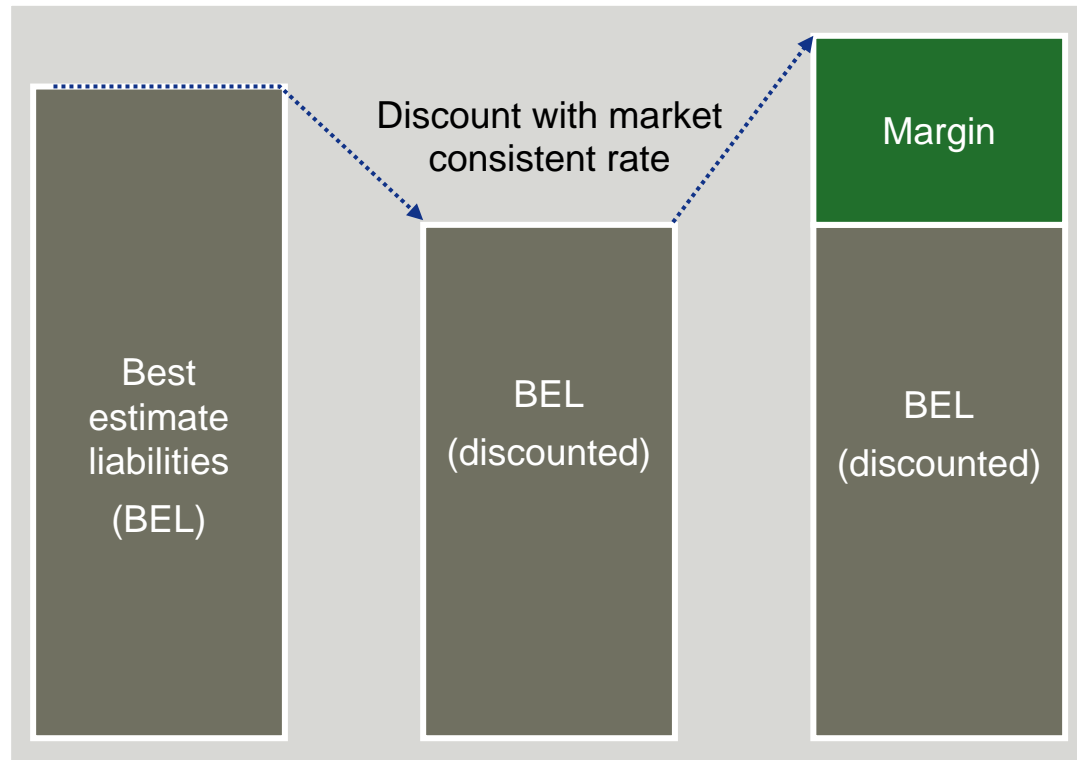 Discount with market
consistent rate
Margin
Best
estimate
liabilities
(BEL)
BEL
(discounted)
BEL
(discounted)